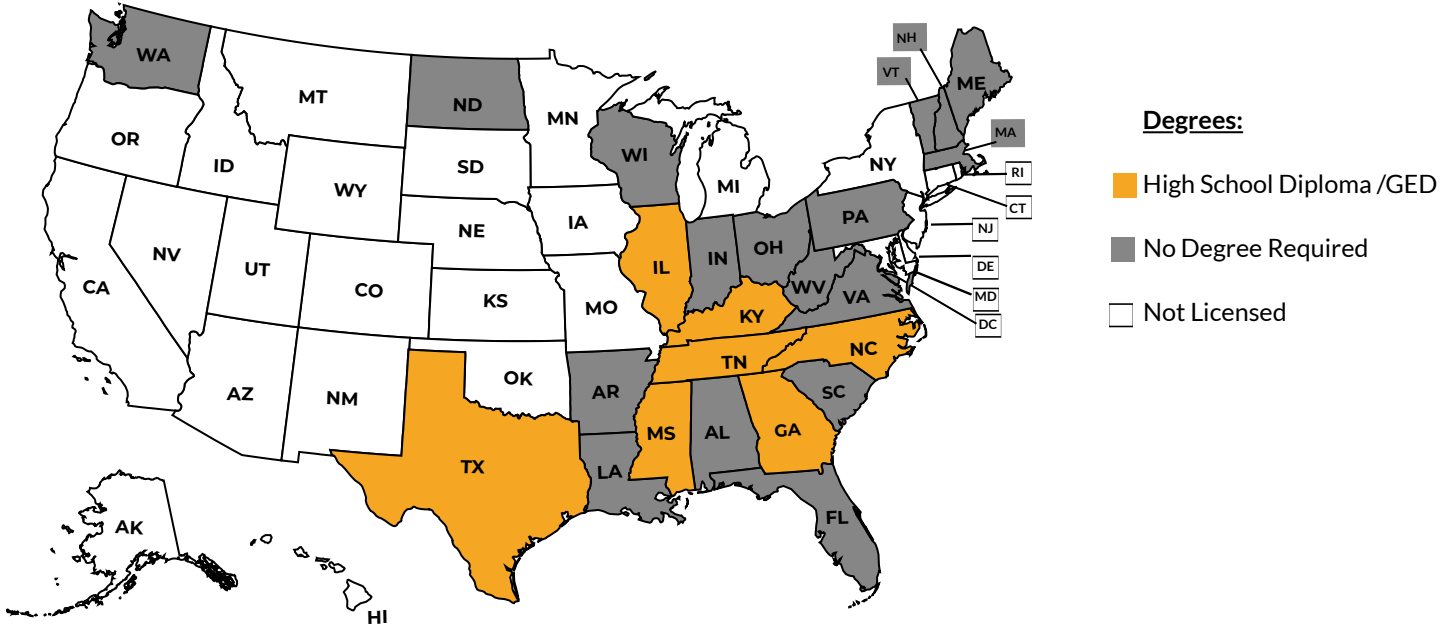 WA
MT
ND
MN
OR
ID
SD
WI
WY
MI
NY
NH
VT
ME
MA
RI
CT
NJ
DE
MD
DC
NE
IA
PA
NV
UT
IL
IN
OH
CA
CO
KS
MO
WV
VA
KY
NC
TN
AZ
NM
OK
AR
SC
MS
AL
GA
TX
LA
FL
AK
HI
Degrees:
High School Diploma /GED
No Degree Required
Not Licensed